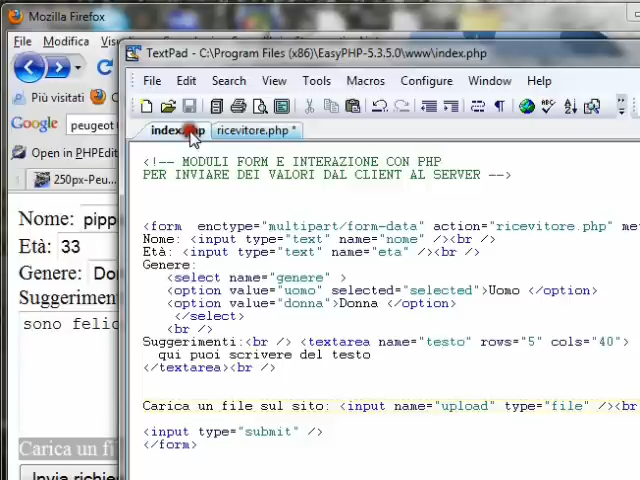 Mozilla Firefox
File Modifica
Più visitati
Google peugeot
Open in PHPEdit
250px-Peu...
Nome: pipp
Età: 33
Genere: Do
Suggeriment
sono felic
Carica un fi
Invia richie
TextPad - C:\Program Files (x86)\EasyPHP-5.3.5.0\www\index.php
File Edit Search View Tools Macros Configure Window Help
index.php ricevitore.php *
<!-- MODULI FORM E INTERAZIONE CON PHP
PER INVIARE DEI VALORI DAL CLIENT AL SERVER -->
<form enctype="multipart/form-data" action="ricevitore.php" me
Nome: <input type="text" name="nome" /><br />
Età: <input type="text" name="eta" /><br />
Genere:
<select name="genere" >
<option value="uomo" selected="selected">Uomo </option>
<option value="donna">Donna </option>
</select>
<br />
Suggerimenti:<br /> <textarea name="testo" rows="5" cols="40">
qui puoi scrivere del testo
</textarea><br />
Carica un file sul sito: <input name="upload" type="file" /><br
<input type="submit" />
</form>